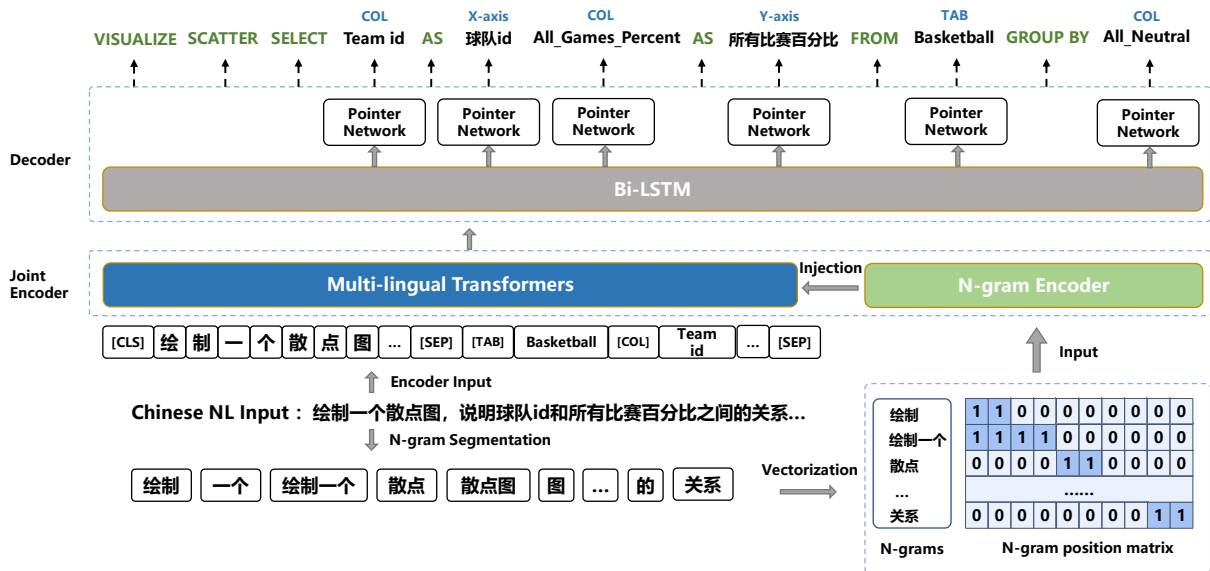 COL X-axis COL Y-axis TAB COL
VISUALIZE SCATTER SELECT Team id AS 球队id All_Games_Percent AS 所有比赛百分比 FROM Basketball GROUP BY All_Neutral
Pointer Network Pointer Network Pointer Network Pointer Network Pointer Network Pointer Network
Decoder
Bi-LSTM
Joint Encoder
Multi-lingual Transformers
Injection
N-gram Encoder
[CLS] 绘 制 一 个 散 点 图 ... [SEP] [TAB] Basketball [COL] Team id ... [SEP]
Encoder Input
Input
Chinese NL Input ：绘制一个散点图，说明球队id和所有比赛百分比之间的关系...
N-gram Segmentation
绘制 一个 绘制一个 散点 散点图 图 ... 的 关系
Vectorization
绘制 1 1 0 0 0 0 0 0 0 0
绘制一个 1 1 1 1 0 0 0 0 0 0
散点 0 0 0 0 1 1 0 0 0 0
... ......
关系 0 0 0 0 0 0 0 0 1 1
N-grams N-gram position matrix